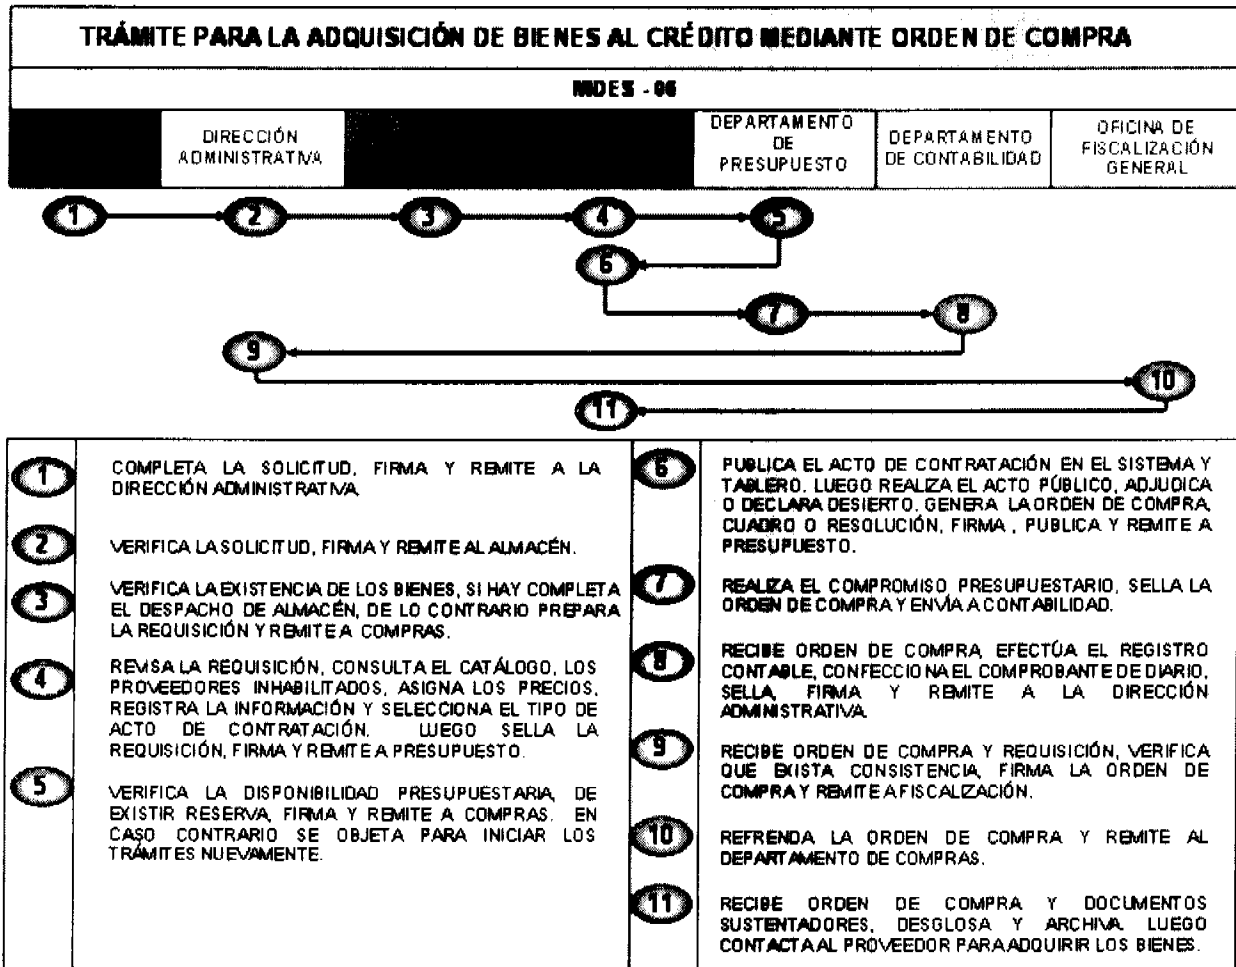 TRÁMITE PARA LA ADQUISICIÓN DE BIENES AL CRÉDITO MEDIANTE ORDEN DE COMPRA
MDES - 06
DIRECCIÓN
ADMINISTRATIVA
DEPARTAMENTO
DE
PRESUPUESTO
DEPARTAMENTO
DE CONTABILIDAD
OFICINA DE
FISCALIZACIÓN
GENERAL
1 2 3 4 5
6
7 8
9
10
11
1
COMPLETA LA SOLICITUD, FIRMA Y REMITE A LA
DIRECCIÓN ADMINISTRATIVA.
2
VERIFICA LA SOLICITUD, FIRMA Y REMITE AL ALMACÉN.
3
VERIFICA LA EXISTENCIA DE LOS BIENES, SI HAY COMPLETA
EL DESPACHO DE ALMACÉN, DE LO CONTRARIO PREPARA
LA REQUISICIÓN Y REMITE A COMPRAS.
4
REVISA LA REQUISICIÓN, CONSULTA EL CATÁLOGO, LOS
PROVEEDORES INHABILITADOS, ASIGNA LOS PRECIOS,
REGISTRA LA INFORMACIÓN Y SELECCIONA EL TIPO DE
ACTO DE CONTRATACIÓN. LUEGO SELLA LA
REQUISICIÓN, FIRMA Y REMITE A PRESUPUESTO.
5
VERIFICA LA DISPONIBILIDAD PRESUPUESTARIA, DE
EXISTIR RESERVA, FIRMA Y REMITE A COMPRAS. EN
CASO CONTRARIO SE OBJETA PARA INICIAR LOS
TRÁMITES NUEVAMENTE.
6
PUBLICA EL ACTO DE CONTRATACIÓN EN EL SISTEMA Y
TABLERO. LUEGO REALIZA EL ACTO PÚBLICO, ADJUDICA
O DECLARA DESIERTO. GENERA LA ORDEN DE COMPRA,
CUADRO O RESOLUCIÓN, FIRMA, PUBLICA Y REMITE A
PRESUPUESTO.
7
REALIZA EL COMPROMISO PRESUPUESTARIO, SELLA LA
ORDEN DE COMPRA Y ENVÍA A CONTABILIDAD.
8
RECIBE ORDEN DE COMPRA, EFECTÚA EL REGISTRO
CONTABLE, CONFECCIONA EL COMPROBANTE DE DIARIO,
SELLA, FIRMA Y REMITE A LA DIRECCIÓN
ADMINISTRATIVA.
9
RECIBE ORDEN DE COMPRA Y REQUISICIÓN, VERIFICA
QUE EXISTA CONSISTENCIA, FIRMA LA ORDEN DE
COMPRA Y REMITE A FISCALIZACIÓN.
10
REFRENDA LA ORDEN DE COMPRA Y REMITE AL
DEPARTAMENTO DE COMPRAS.
11
RECIBE ORDEN DE COMPRA Y DOCUMENTOS
SUSTENTADORES, DESGLOSA Y ARCHIVA. LUEGO
CONTACTA AL PROVEEDOR PARA ADQUIRIR LOS BIENES.